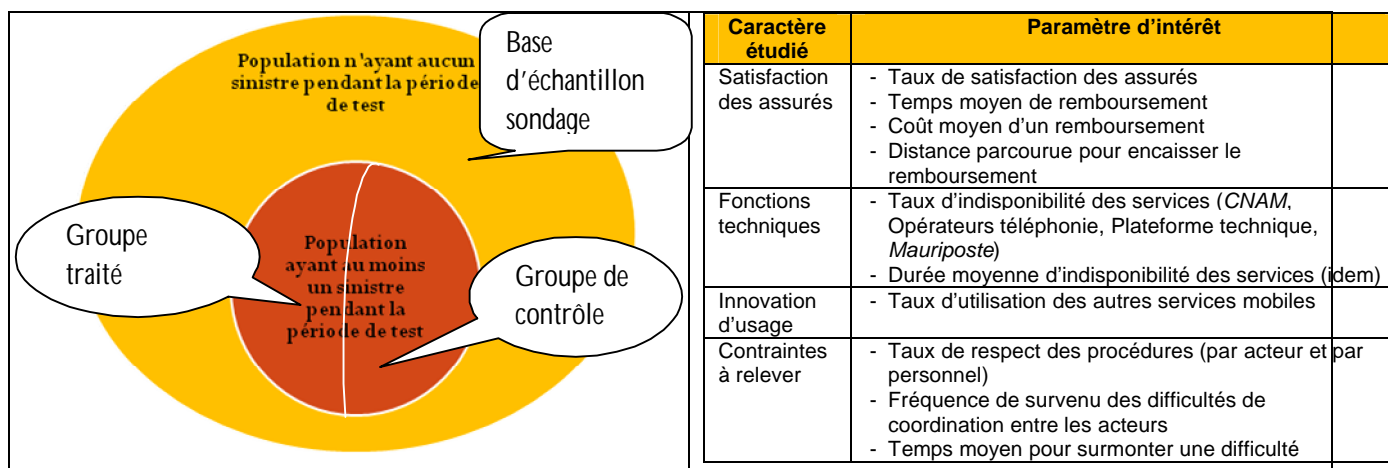 Population n'ayant aucun
sinistre pendant la période
de test
Base
d'échantillon
sondage
Groupe
traité
Population
ayant au moins
un sinistre
pendant la
période de test
Groupe de
contrôle
Caractère
étudié
Paramètre d'intérêt
Satisfaction
des assurés
- Taux de satisfaction des assurés
- Temps moyen de remboursement
- Coût moyen d'un remboursement
- Distance parcourue pour encaisser le
remboursement
Fonctions
techniques
- Taux d'indisponibilité des services (CNAM,
Opérateurs téléphonie, Plateforme technique,
Mauriposte)
- Durée moyenne d'indisponibilité des services (idem)
Innovation
d'usage
- Taux d'utilisation des autres services mobiles
Contraintes
à relever
- Taux de respect des procédures (par acteur et par
personnel)
- Fréquence de survenu des difficultés de
coordination entre les acteurs
- Temps moyen pour surmonter une difficulté